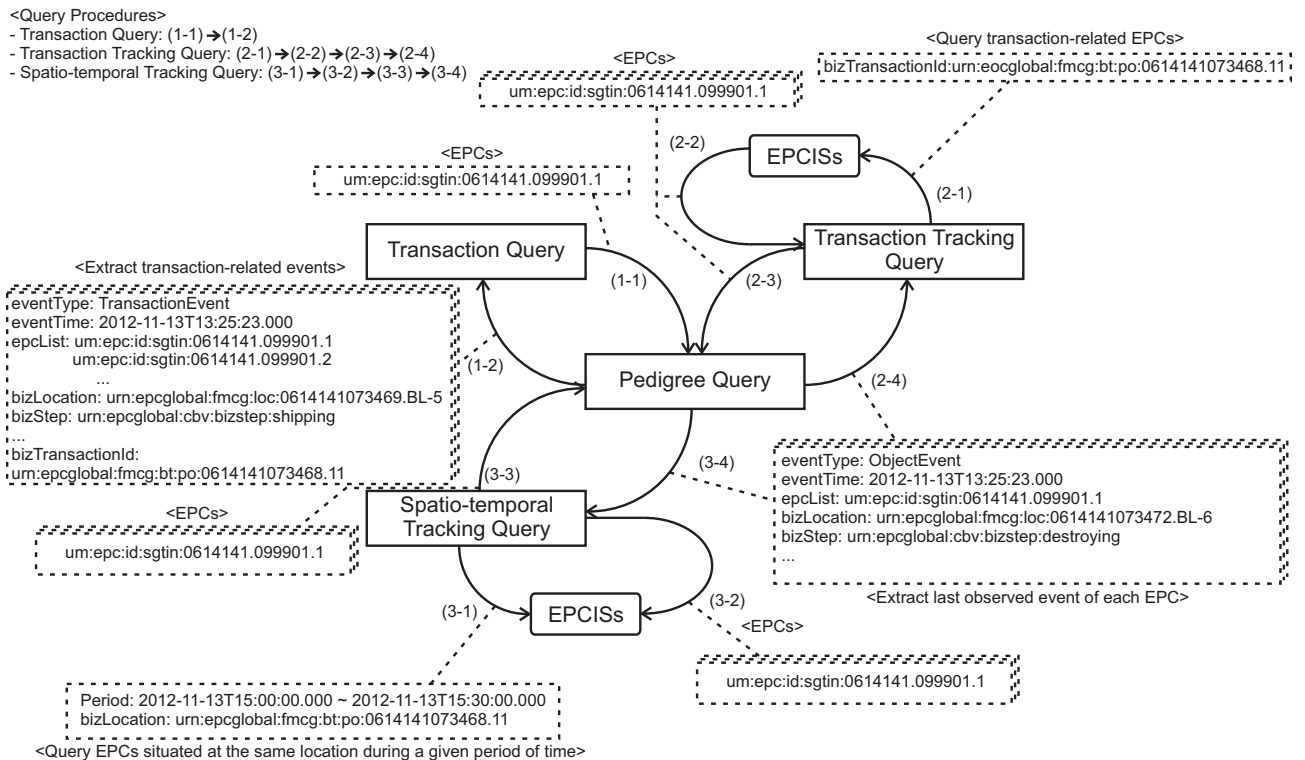 <Query Procedures>
- Transaction Query: (1-1)→(1-2)
- Transaction Tracking Query: (2-1)→(2-2)→(2-3)→(2-4)
- Spatio-temporal Tracking Query: (3-1)→(3-2)→(3-3)→(3-4)
<Query transaction-related EPCs>
bizTransactionId:urn:eocglobal:fmcg:bt:po:0614141073468.11
<EPCs>
um:epc:id:sgtin:0614141.099901.1
<EPCs>
um:epc:id:sgtin:0614141.099901.1
(2-2)
EPCISs
(2-1)
Transaction Query
Transaction Tracking
Query
(1-1)
(2-3)
<Extract transaction-related events>
eventType: TransactionEvent
eventTime: 2012-11-13T13:25:23.000
epcList: um:epc:id:sgtin:0614141.099901.1
um:epc:id:sgtin:0614141.099901.2
...
bizLocation: urn:epcglobal:fmcg:loc:0614141073469.BL-5
bizStep: urn:epcglobal:cbv:bizstep:shipping
...
bizTransactionId:
urn:epcglobal:fmcg:bt:po:0614141073468.11
(1-2)
Pedigree Query
(2-4)
(3-3)
(3-4)
eventType: ObjectEvent
eventTime: 2012-11-13T13:25:23.000
epcList: um:epc:id:sgtin:0614141.099901.1
bizLocation: urn:epcglobal:fmcg:loc:0614141073472.BL-6
bizStep: urn:epcglobal:cbv:bizstep:destroying
...
<Extract last observed event of each EPC>
<EPCs>
um:epc:id:sgtin:0614141.099901.1
Spatio-temporal
Tracking Query
(3-1)
EPCISs
(3-2)
<EPCs>
um:epc:id:sgtin:0614141.099901.1
Period: 2012-11-13T15:00:00.000 ~ 2012-11-13T15:30:00.000
bizLocation: urn:epcglobal:fmcg:bt:po:0614141073468.11
<Query EPCs situated at the same location during a given period of time>